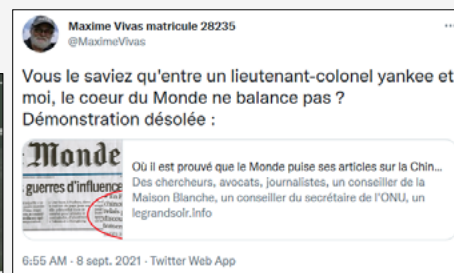 Maxime Vivas matricule 28235
@MaximeVivas
Vous le saviez qu'entre un lieutenant-colonel yankee et
moi, le coeur du Monde ne balance pas ?
Démonstration désolée :
Monde
guerres d'influence
Où il est prouvé que le Monde puise ses articles sur la Chin...
Des chercheurs, avocats, journalistes, un conseiller de la
Maison Blanche, un conseiller du secrétaire de l'ONU, un
legrandsoir.info
6:55 AM · 8 sept. 2021 · Twitter Web App